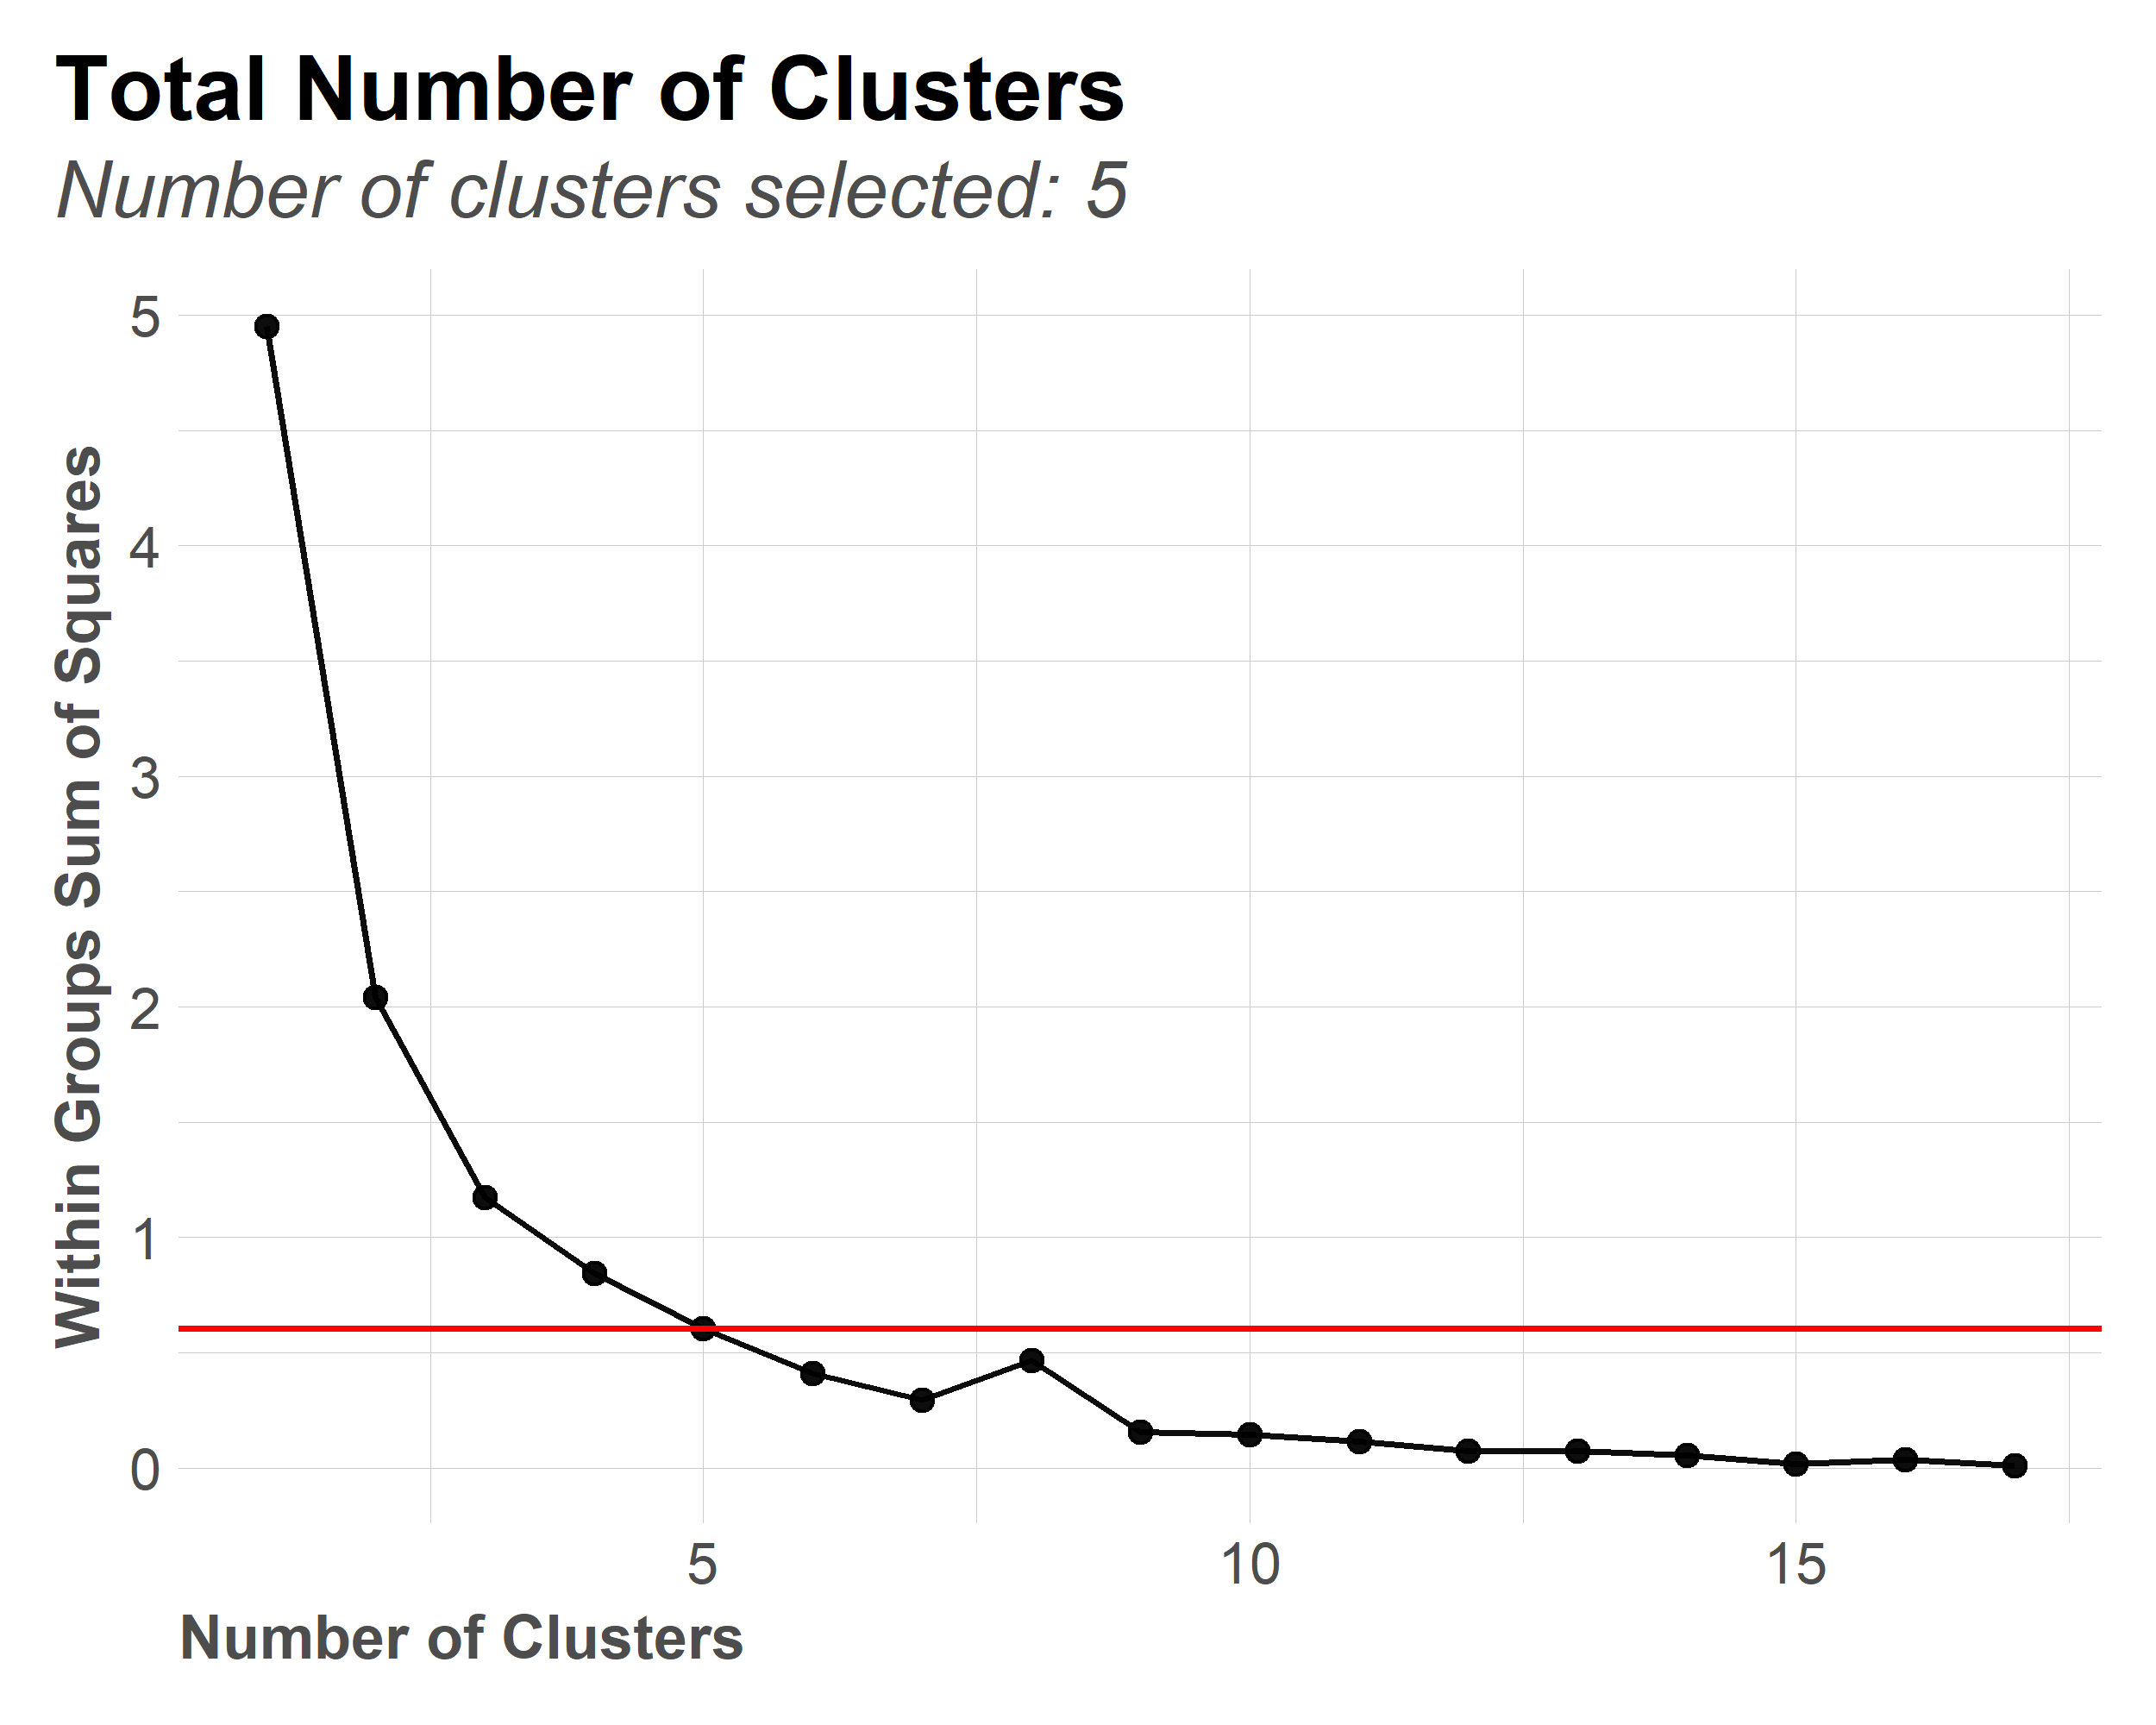 Total Number of Clusters
Number of clusters selected: 5
Within Groups Sum of Squares
5
4
3
2
1
0
5 10 15
Number of Clusters